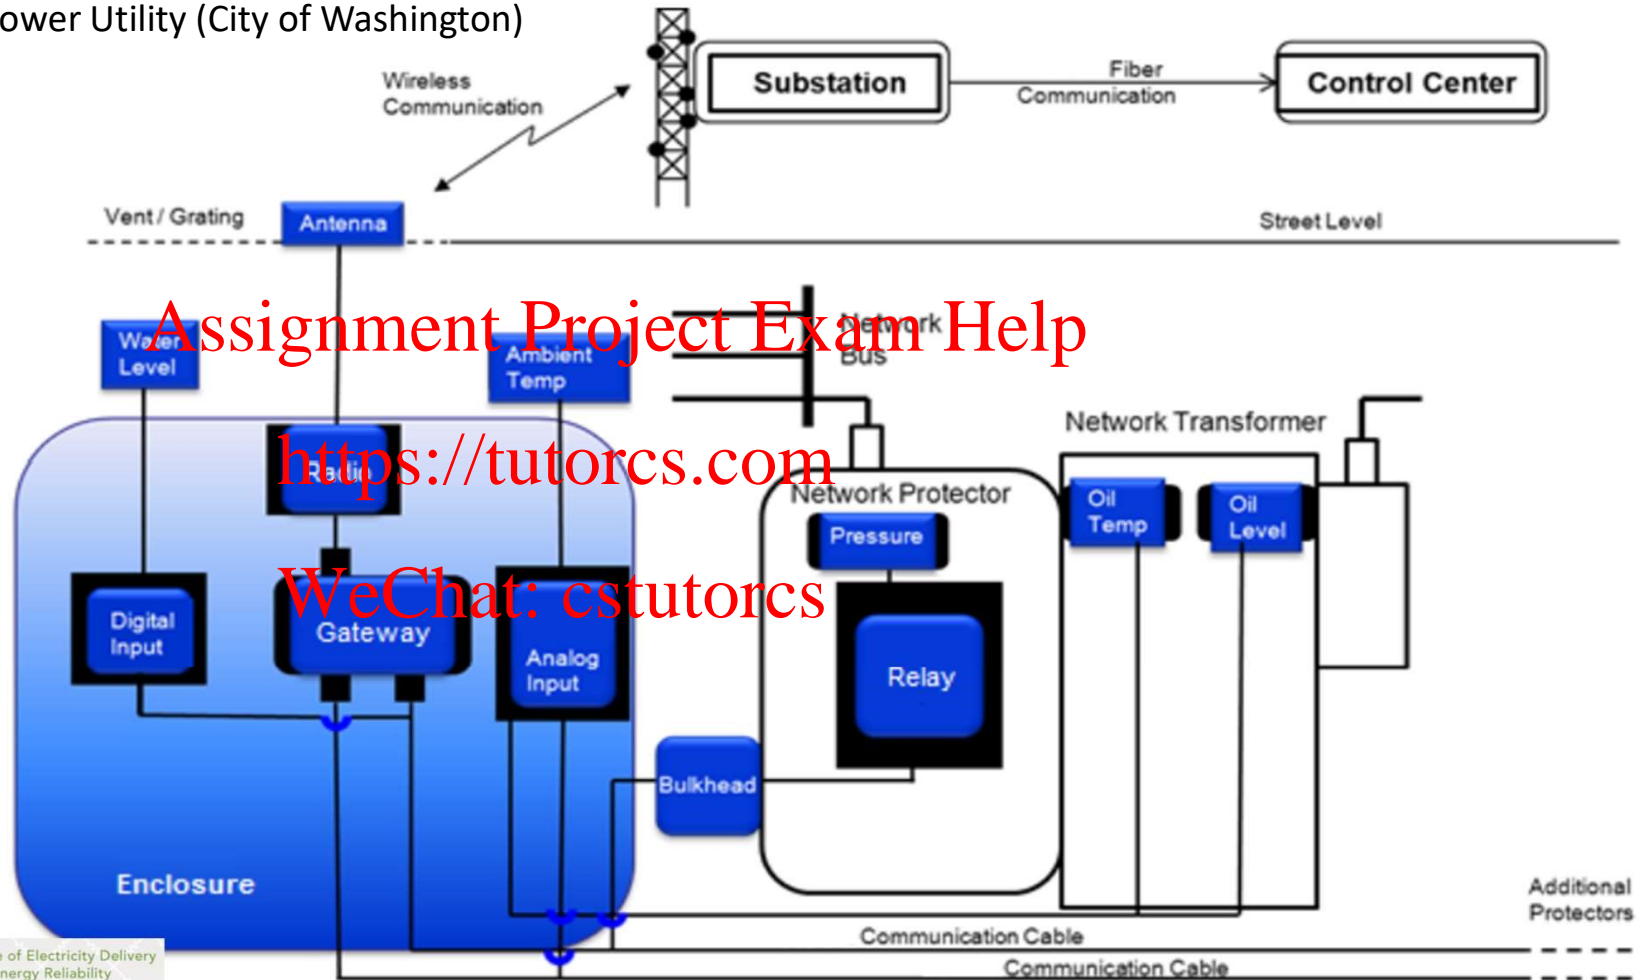 ower Utility (City of Washington)
Wireless
Communication
Substation
Fiber
Communication
Control Center
Vent / Grating
Antenna
Street Level
Assignment Project Exam Help
Water
Level
Ambient
Temp
Network
Bus
Network Transformer
https://tutorcs.com
Radio
Network Protector
Oil
Temp
Oil
Level
Pressure
WeChat: cstutorcs
Digital
Input
Gateway
Analog
Input
Relay
Bulkhead
Enclosure
Additional
Protectors
Communication Cable
Communication Cable
e of Electricity Delivery
nergy Reliability